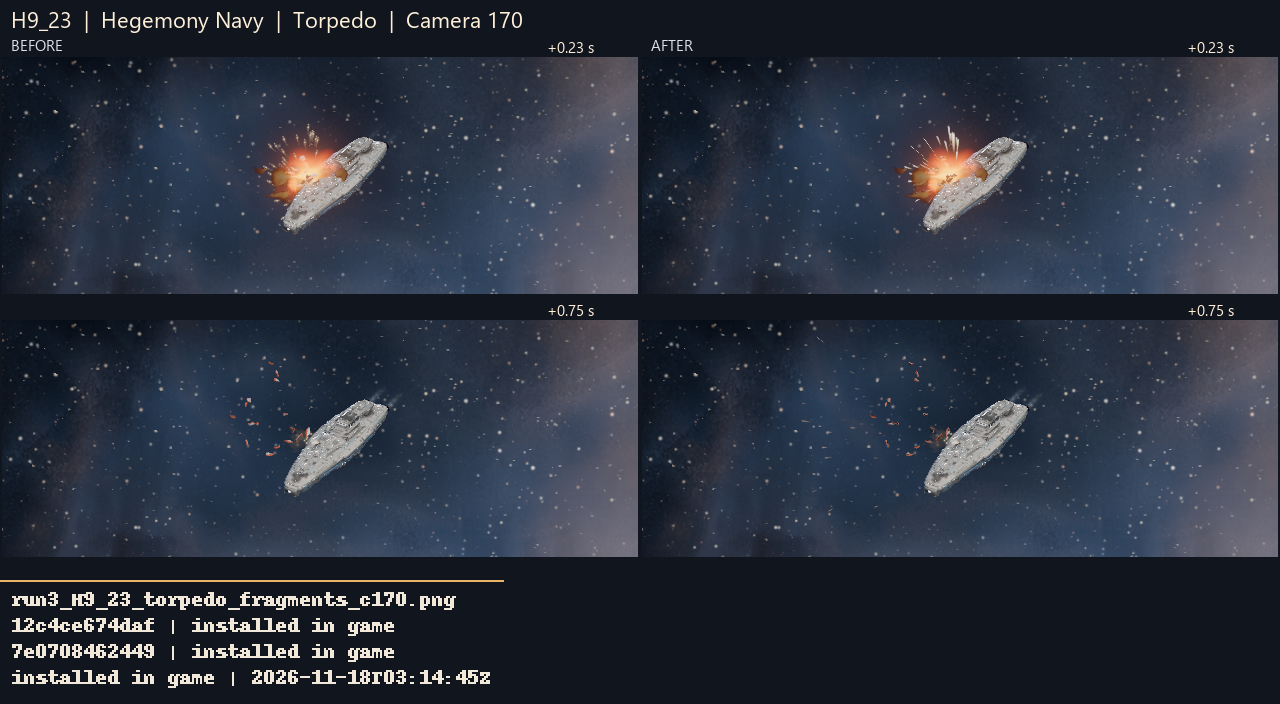 H9_23 | Hegemony Navy | Torpedo | Camera 170
BEFORE +0.23 s AFTER +0.23 s
+0.75 s +0.75 s
run3_H9_23_torpedo_fragments_c170.png
12c4ce674daf | installed in game
7e0708462449 | installed in game
installed in game | 2026-11-18T03:14:45Z